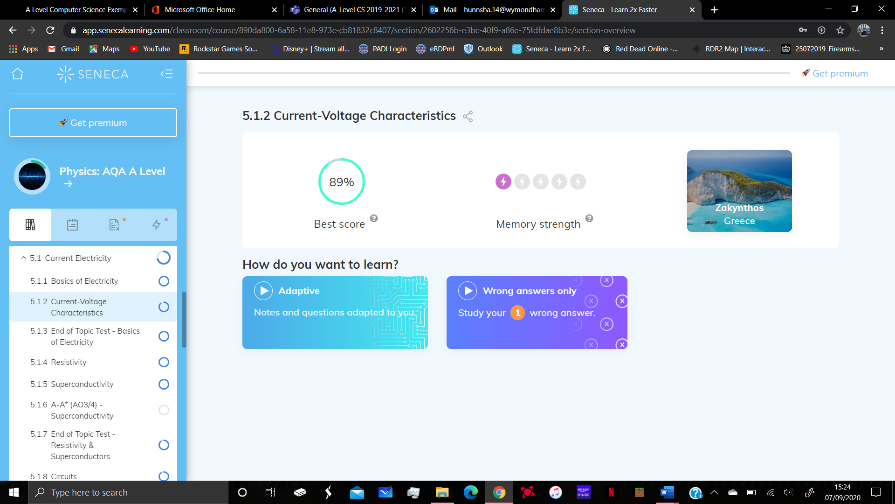 A Level Computer Science Exemp
Microsoft Office Home
General (A Level CS 2019-2021 (
Mail - hunnsha.14@wymondham
Seneca - Learn 2x Faster
app.senecalearning.com/classroom/course/890da800-6a58-11e8-973e-cb81832c8407/section/2602256b-e3bc-40f9-a86e-75fdfdae8b3e/section-overview
Apps
Gmail
Maps
YouTube
Rockstar Games So...
Disney+ | Stream all...
PADI Login
eRDPml
Outlook
Seneca - Learn 2x F...
Red Dead Online -...
RDR2 Map | Interac...
25072019 Firearms...
SENECA
Get premium
Get premium
Physics: AQA A Level
5.1 Current Electricity
5.1.1 Basics of Electricity
5.1.2 Current-Voltage
Characteristics
5.1.3 End of Topic Test - Basics
of Electricity
5.1.4 Resistivity
5.1.5 Superconductivity
5.1.6 A-A* (AO3/4) -
Superconductivity
5.1.7 End of Topic Test -
Resistivity &
Superconductors
5.1.8 Circuits
5.1.2 Current-Voltage Characteristics
89%
Best score
Memory strength
Zakynthos
Greece
How do you want to learn?
Adaptive
Notes and questions adapted to you.
Wrong answers only
Study your 1 wrong answer.
Type here to search
15:24
07/09/2020